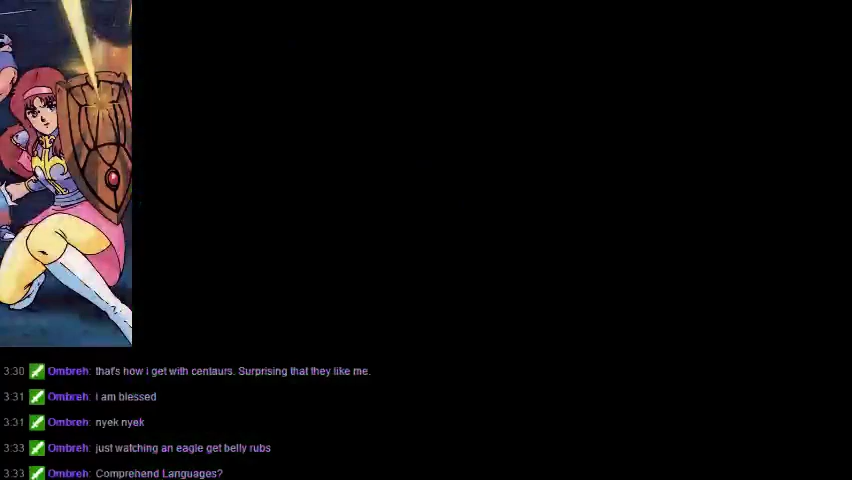 3:30 Ombreh: that's how i get with centaurs. Surprising that they like me.
3:31 Ombreh: i am blessed
3:31 Ombreh: nyek nyek
3:33 Ombreh: just watching an eagle get belly rubs
3:33 Ombreh: Comprehend Languages?